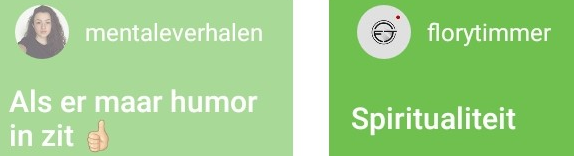 mentaleverhalen
Als er maar humor
in zit 👍🏻
florytimmer
Spiritualiteit